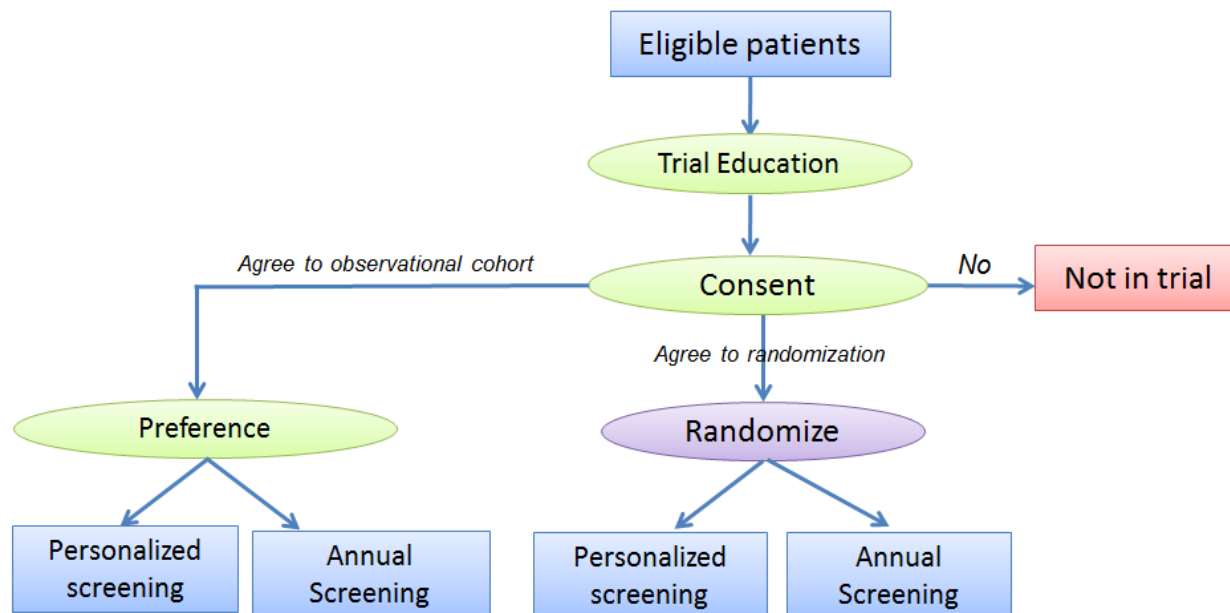 Eligible patients
Trial Education
Agree to observational cohort
Consent
No
Not in trial
Agree to randomization
Preference
Randomize
Personalized
screening
Annual
Screening
Personalized
screening
Annual
Screening